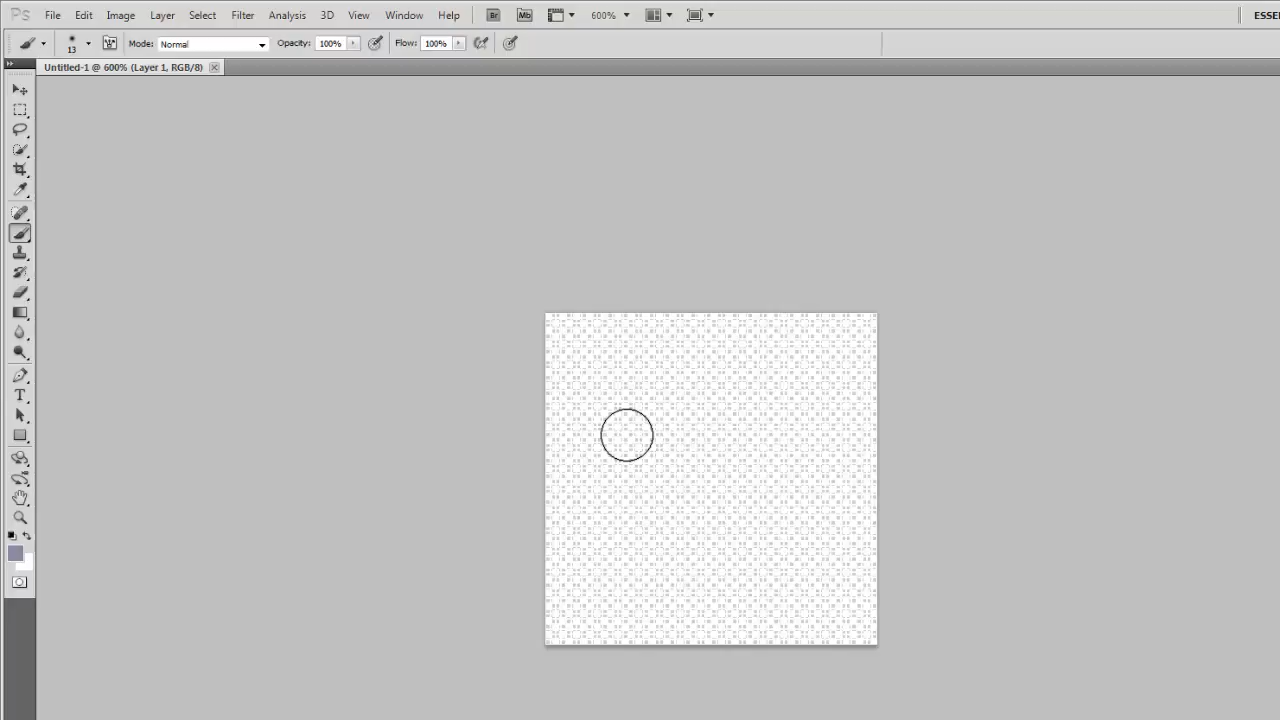 Ps File Edit Image Layer Select Filter Analysis 3D View Window Help Br Mb 600% ESSE
13 Mode: Normal Opacity: 100% Flow: 100%
Untitled-1 @ 600% (Layer 1, RGB/8)
T